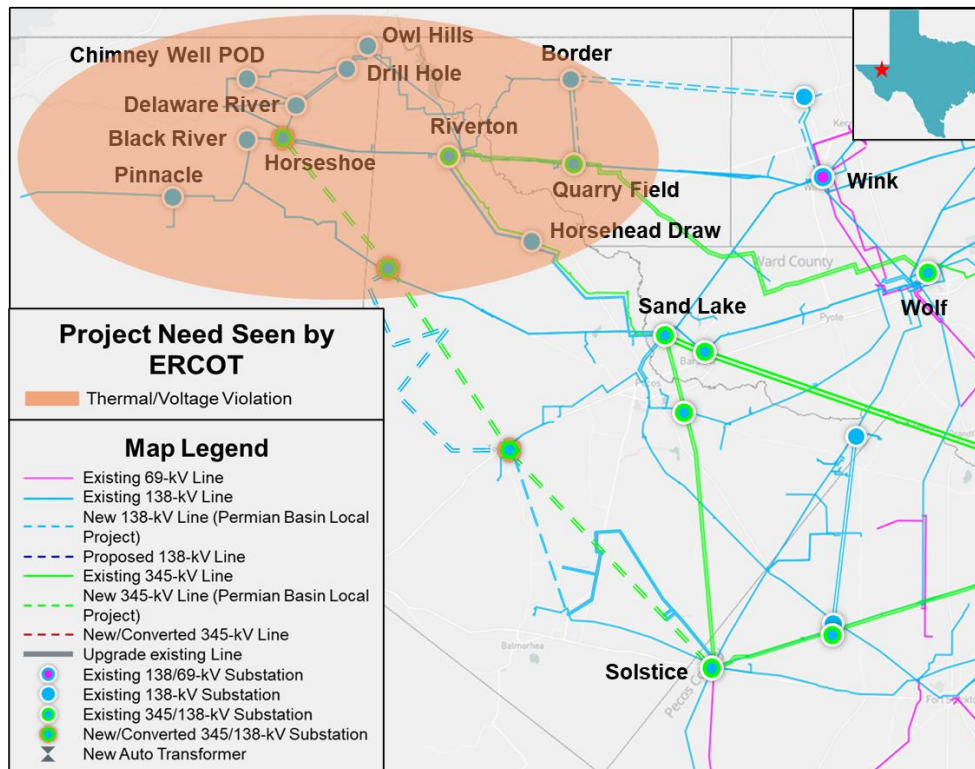 Owl Hills
Chimney Well POD
Border
Drill Hole
Delaware River
Black River
Riverton
Horseshoe
Wink
Pinnacle
Quarry Field
Horsehead Draw
Ward County
Sand Lake
Wolf
Pyote
Pecos
Project Need Seen by
ERCOT
Thermal/Voltage Violation
Map Legend
Existing 69-kV Line
Existing 138-kV Line
New 138-kV Line (Permian Basin Local
Project)
Proposed 138-kV Line
Existing 345-kV Line
New 345-kV Line (Permian Basin Local
Project)
New/Converted 345-kV Line
Upgrade existing Line
Existing 138/69-kV Substation
Existing 138-kV Substation
Existing 345/138-kV Substation
New/Converted 345/138-kV Substation
New Auto Transformer
Balmorhea
Solstice